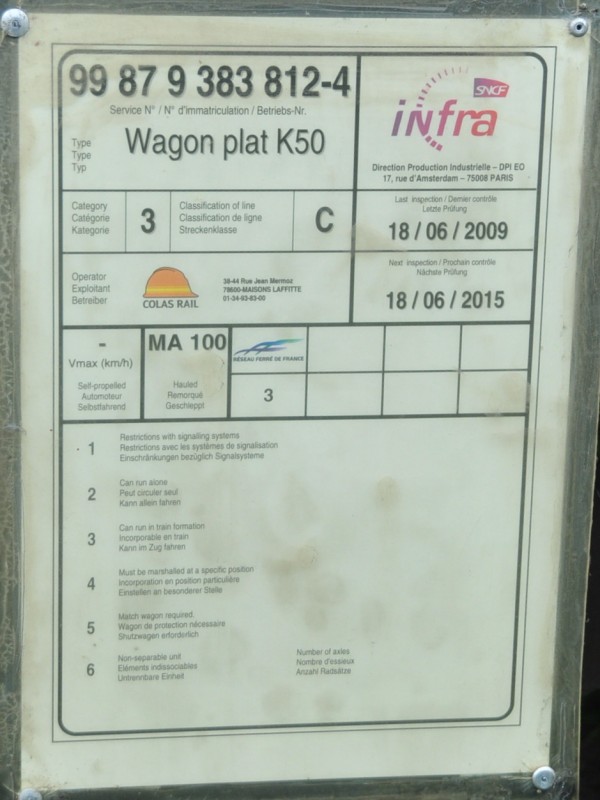 99 87 9 383 812-4
Service N° / N° d'immatriculation / Betriebs-Nr.
Type
Type
Typ
Wagon plat K50
SNCF
infra
Direction Production Industrielle – DPI EO
17, rue d'Amsterdam – 75008 PARIS
Category
Catégorie
Kategorie
3
Classification of line
Classification de ligne
Streckenklasse
C
Last inspection / Dernier contrôle
Letzte Prüfung
18 / 06 / 2009
Operator
Exploitant
Betreiber
COLAS RAIL
38-44 Rue Jean Mermoz
78600-MAISONS LAFFITTE
Next inspection / Prochain contrôle
Nächste Prüfung
18 / 06 / 2015
-
Vmax (km/h)
Self-propelled
Automoteur
Selbstfahrend
MA 100
Hauled
Remorqué
Geschleppt
RÉSEAU FERRÉ DE FRANCE
3
1
Restrictions with signalling systems
Restrictions avec les systèmes de signalisation
Einschränkungen bezüglich Signalsysteme
2
Can run alone
Peut circuler seul
Kann allein fahren
3
Can run in train formation
Incorporable en train
Kann im Zug fahren
4
Must be marshalled at a specific position
Incorporation en position particulière
Einstellen an besonderer Stelle
5
Match wagon required
Wagon de protection nécessaire
Shutzwagen erforderlich
6
Non-separable unit
Eléments indissociables
Untrennbare Einheit
Number of axles
Nombre d'essieux
Anzahl Radsätze